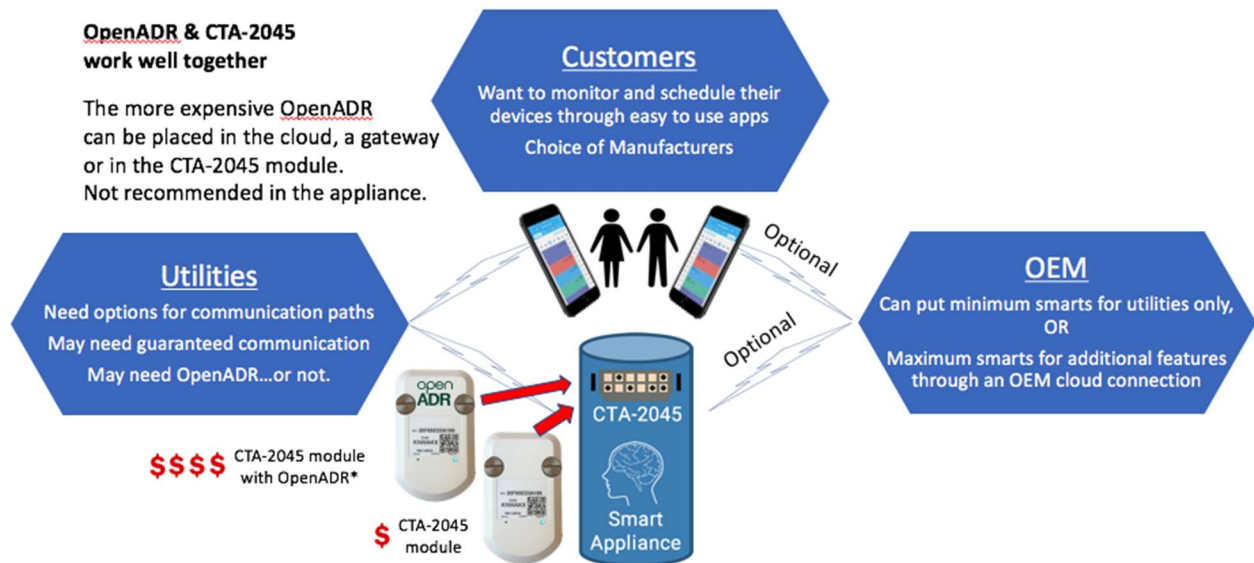 OpenADR & CTA-2045
work well together
The more expensive OpenADR
can be placed in the cloud, a gateway
or in the CTA-2045 module.
Not recommended in the appliance.
Customers
Want to monitor and schedule their
devices through easy to use apps
Choice of Manufacturers
Utilities
Need options for communication paths
May need guaranteed communication
May need OpenADR...or not.
Optional
Optional
OEM
Can put minimum smarts for utilities only,
OR
Maximum smarts for additional features
through an OEM cloud connection
open
ADR
CTA-2045
Smart
Appliance
$$$$ CTA-2045 module
with OpenADR*
$ CTA-2045
module